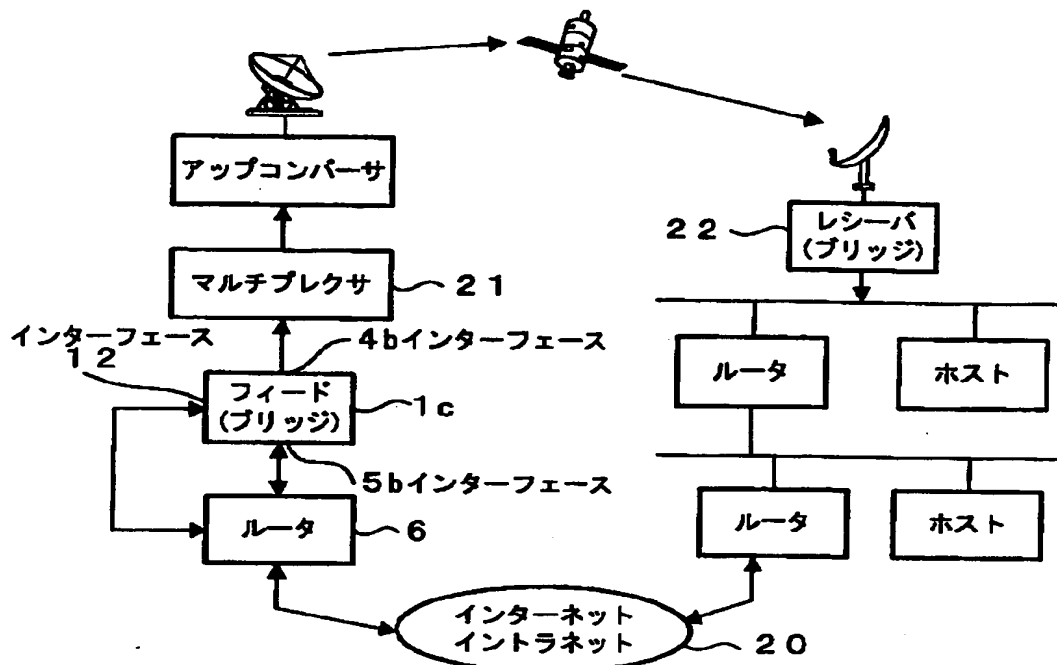 アップコンバーサ
マルチプレクサ
21
インターフェース
12
4bインターフェース
フィード
(ブリッジ)
1c
5bインターフェース
ルータ
6
インターネット
イントラネット
20
22
レシーバ
(ブリッジ)
ルータ
ホスト
ルータ
ホスト